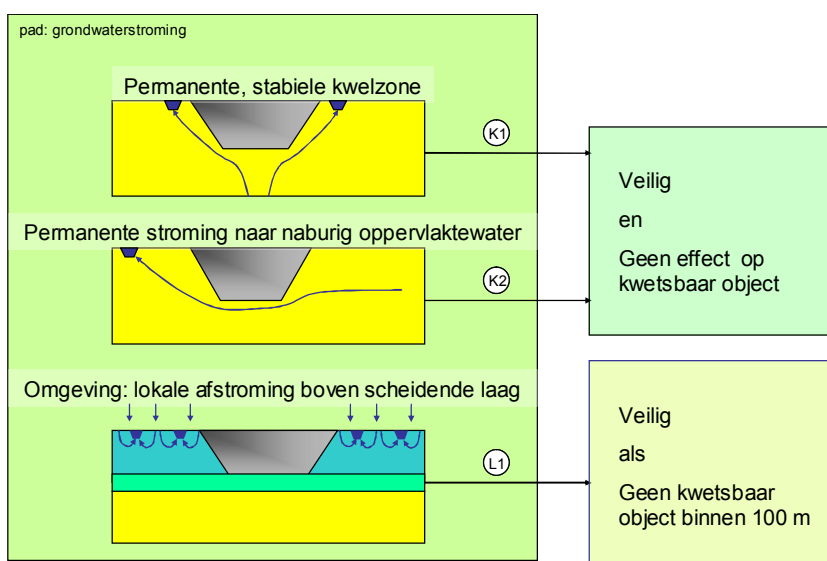 pad: grondwaterstroming
Permanente, stabiele kwelzone
K1
Permanente stroming naar naburig oppervlaktewater
K2
Omgeving: lokale afstroming boven scheidende laag
L1
Veilig
en
Geen effect op
kwetsbaar object
Veilig
als
Geen kwetsbaar
object binnen 100 m